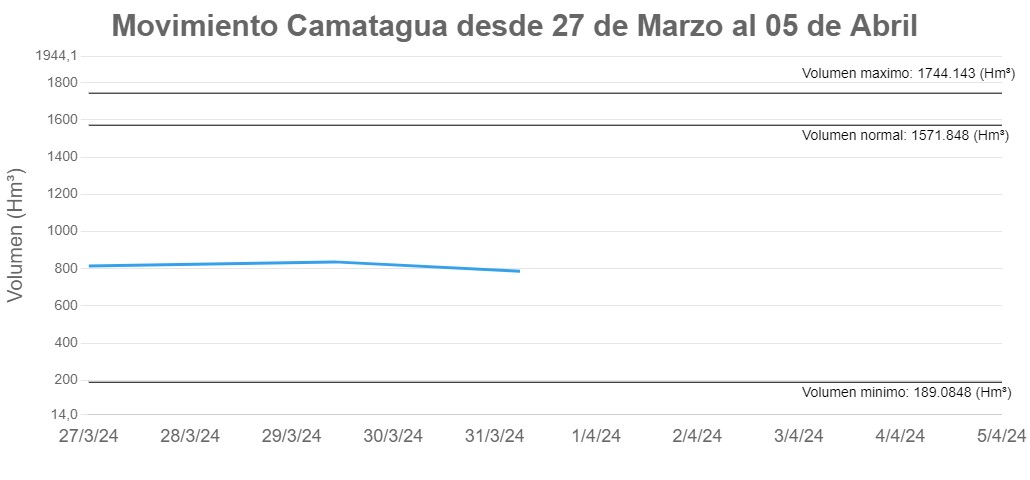 Movimiento Camatagua desde 27 de Marzo al 05 de Abril
Volumen (Hm³)
1944,1
1800
1600
1400
1200
1000
800
600
400
200
14,0
Volumen maximo: 1744.143 (Hm³)
Volumen normal: 1571.848 (Hm³)
Volumen minimo: 189.0848 (Hm³)
27/3/24 28/3/24 29/3/24 30/3/24 31/3/24 1/4/24 2/4/24 3/4/24 4/4/24 5/4/24